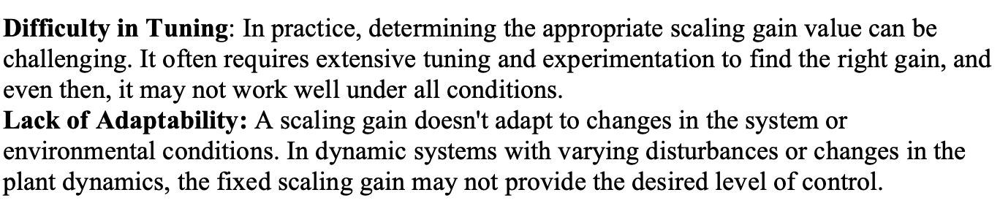 Difficulty in Tuning: In practice, determining the appropriate scaling gain value can be
challenging. It often requires extensive tuning and experimentation to find the right gain, and
even then, it may not work well under all conditions.
Lack of Adaptability: A scaling gain doesn't adapt to changes in the system or
environmental conditions. In dynamic systems with varying disturbances or changes in the
plant dynamics, the fixed scaling gain may not provide the desired level of control.